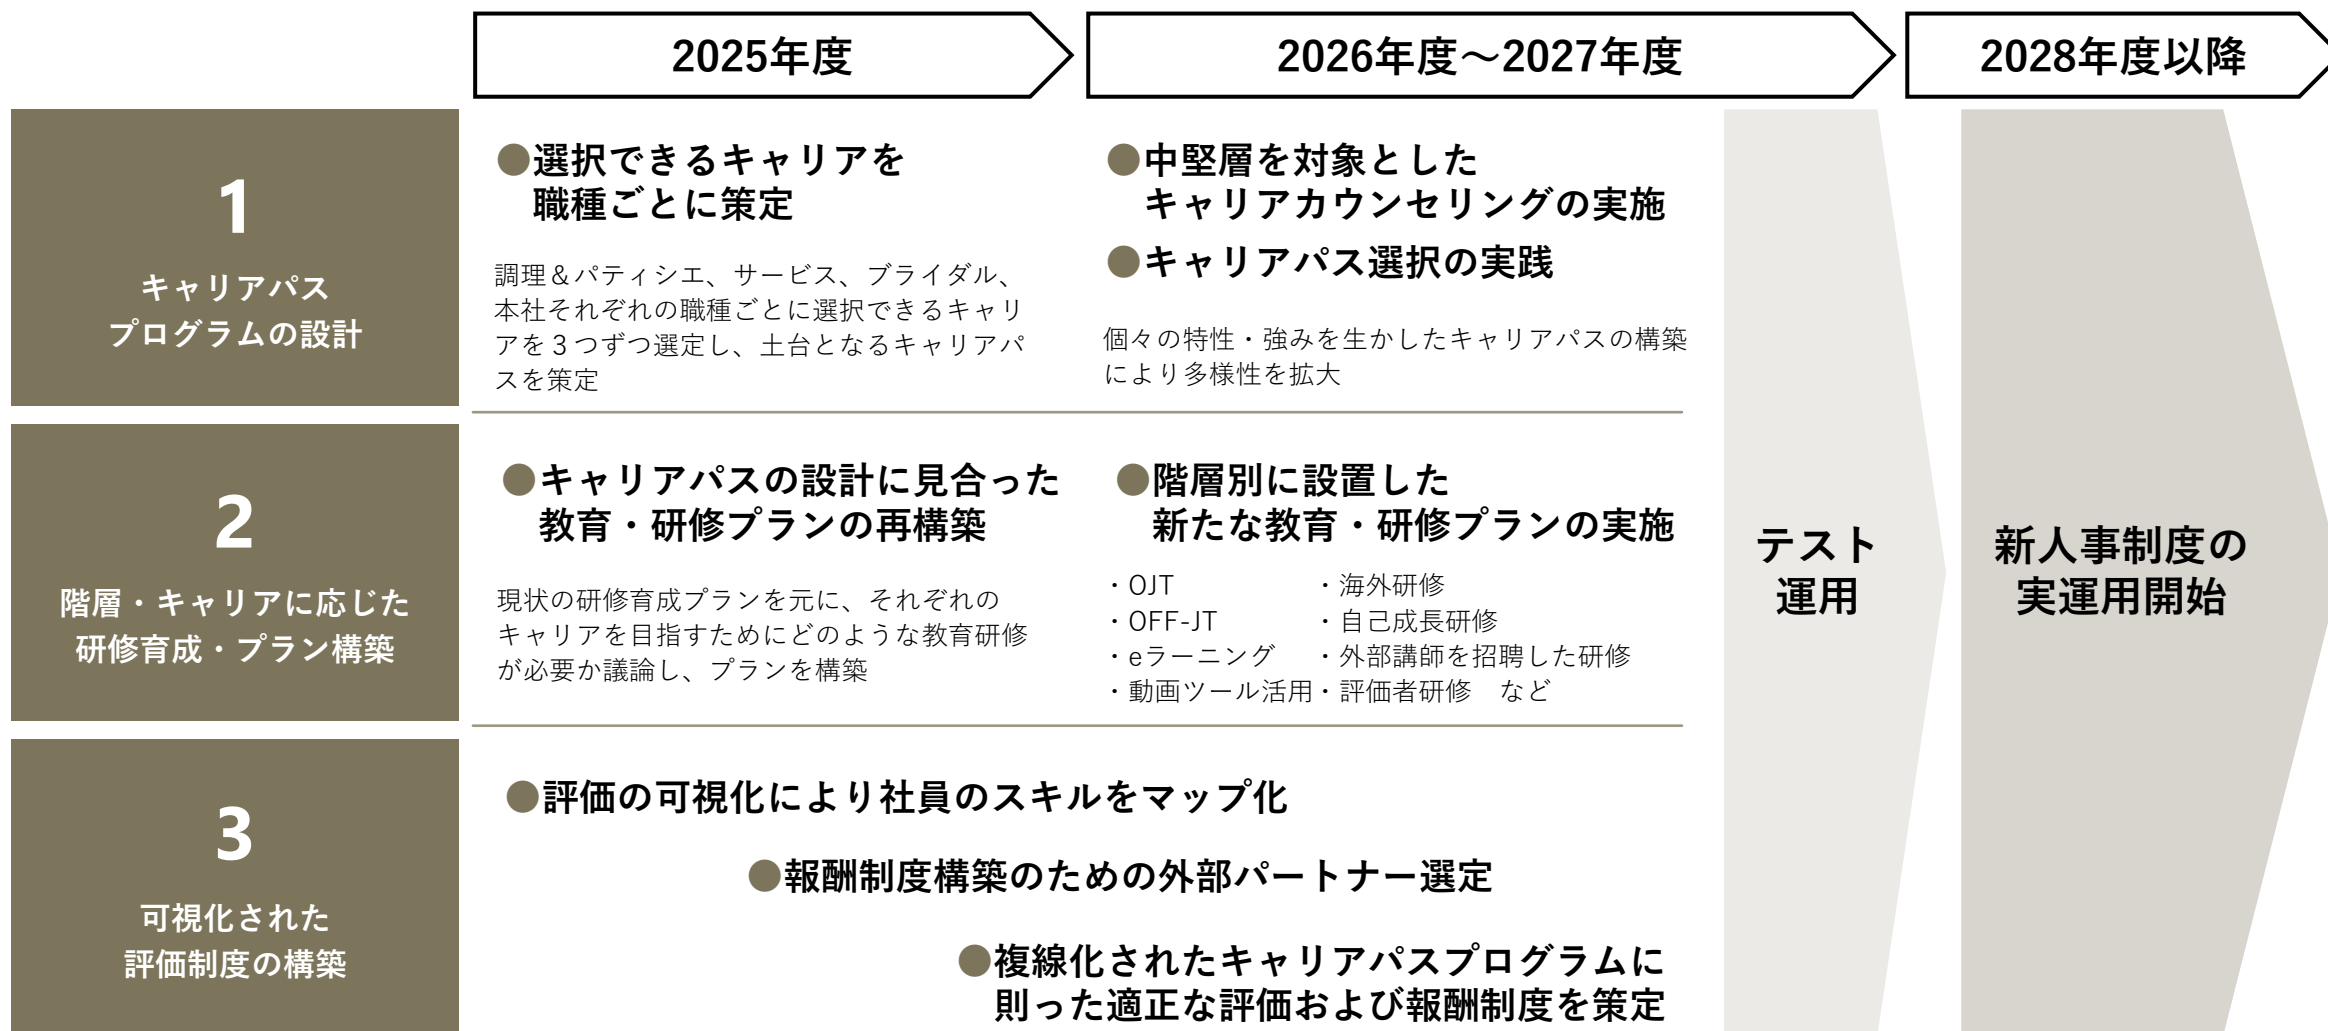 2025年度
2026年度～2027年度
2028年度以降
1
キャリアパス
プログラムの設計
●選択できるキャリアを
職種ごとに策定
調理＆パティシエ、サービス、ブライダル、
本社それぞれの職種ごとに選択できるキャリ
アを３つずつ選定し、土台となるキャリアパ
スを策定
●中堅層を対象とした
キャリアカウンセリングの実施
●キャリアパス選択の実践
個々の特性・強みを生かしたキャリアパスの構築
により多様性を拡大
2
階層・キャリアに応じた
研修育成・プラン構築
●キャリアパスの設計に見合った
教育・研修プランの再構築
現状の研修育成プランを元に、それぞれの
キャリアを目指すためにどのような教育研修
が必要か議論し、プランを構築
●階層別に設置した
新たな教育・研修プランの実施
・OJT ・海外研修
・OFF-JT ・自己成長研修
・eラーニング ・外部講師を招聘した研修
・動画ツール活用・評価者研修　など
3
可視化された
評価制度の構築
●評価の可視化により社員のスキルをマップ化
●報酬制度構築のための外部パートナー選定
●複線化されたキャリアパスプログラムに
則った適正な評価および報酬制度を策定
テスト
運用
新人事制度の
実運用開始